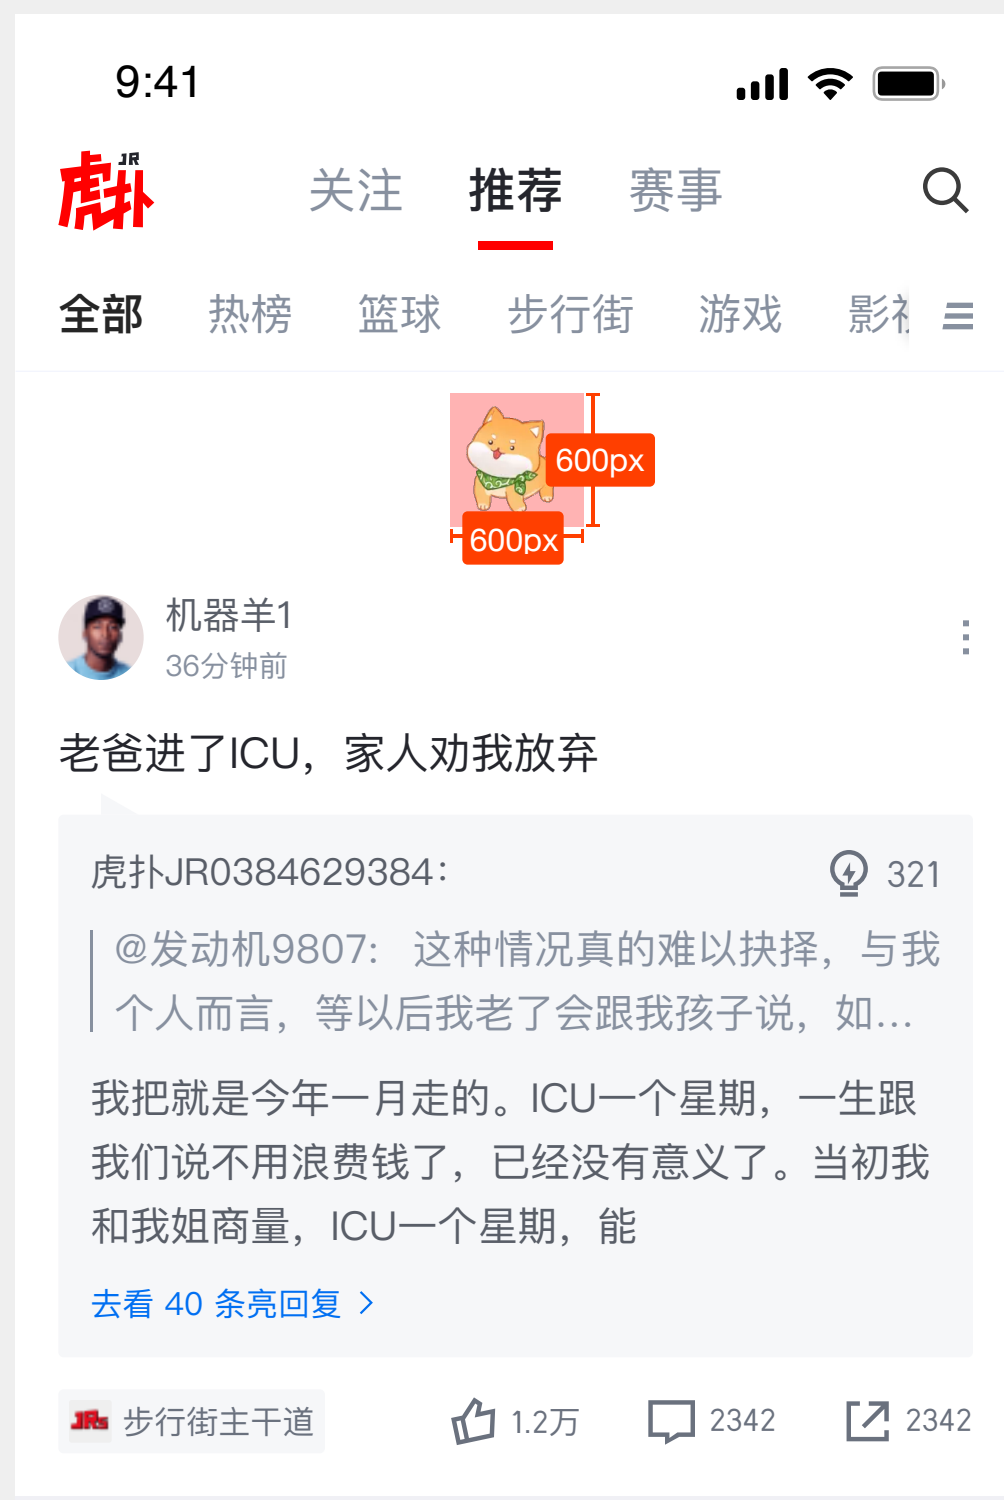 9:41
虎扑 JR
关注 推荐 赛事
全部 热榜 篮球 步行街 游戏 影
600px
600px
机器羊1
36分钟前
老爸进了ICU，家人劝我放弃
虎扑JR0384629384： 321
@发动机9807: 这种情况真的难以抉择，与我
个人而言，等以后我老了会跟我孩子说，如...
我把就是今年一月走的。ICU一个星期，一生跟
我们说不用浪费钱了，已经没有意义了。当初我
和我姐商量，ICU一个星期，能
去看 40 条亮回复 >
JRs 步行街主干道 1.2万 2342 2342